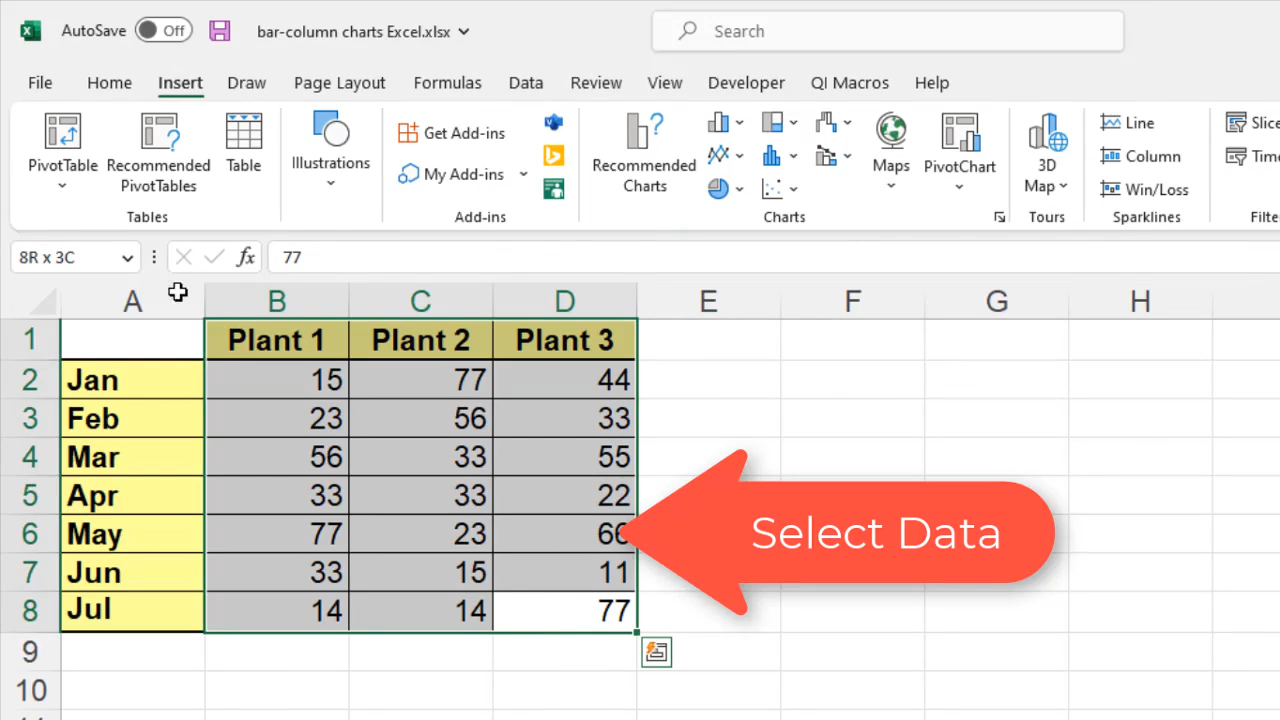 AutoSave Off bar-column charts Excel.xlsx Search
File Home Insert Draw Page Layout Formulas Data Review View Developer QI Macros Help
PivotTable
Recommended
PivotTables
Table
Tables
Illustrations
Get Add-ins
My Add-ins
Add-ins
Recommended
Charts
Maps
PivotChart
Charts
3D
Map
Tours
Line
Column
Win/Loss
Sparklines
8R x 3C fx 77
A B C D E F G H
1 Plant 1 Plant 2 Plant 3
2 Jan 15 77 44
3 Feb 23 56 33
4 Mar 56 33 55
5 Apr 33 33 22
6 May 77 23 66
7 Jun 33 15 11
8 Jul 14 14 77
9
10
Select Data